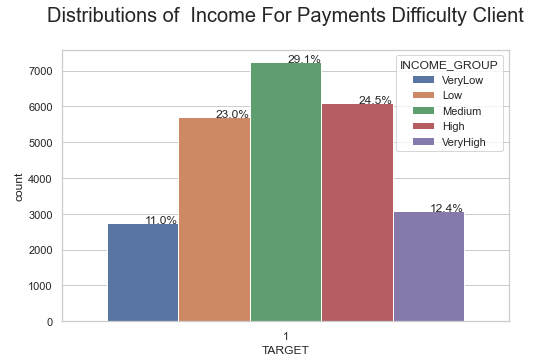 Distributions of  Income For Payments Difficulty Client
INCOME_GROUP
VeryLow
Low
Medium
High
VeryHigh
7000
6000
5000
4000
3000
2000
1000
0
count
11.0%
23.0%
29.1%
24.5%
12.4%
1
TARGET